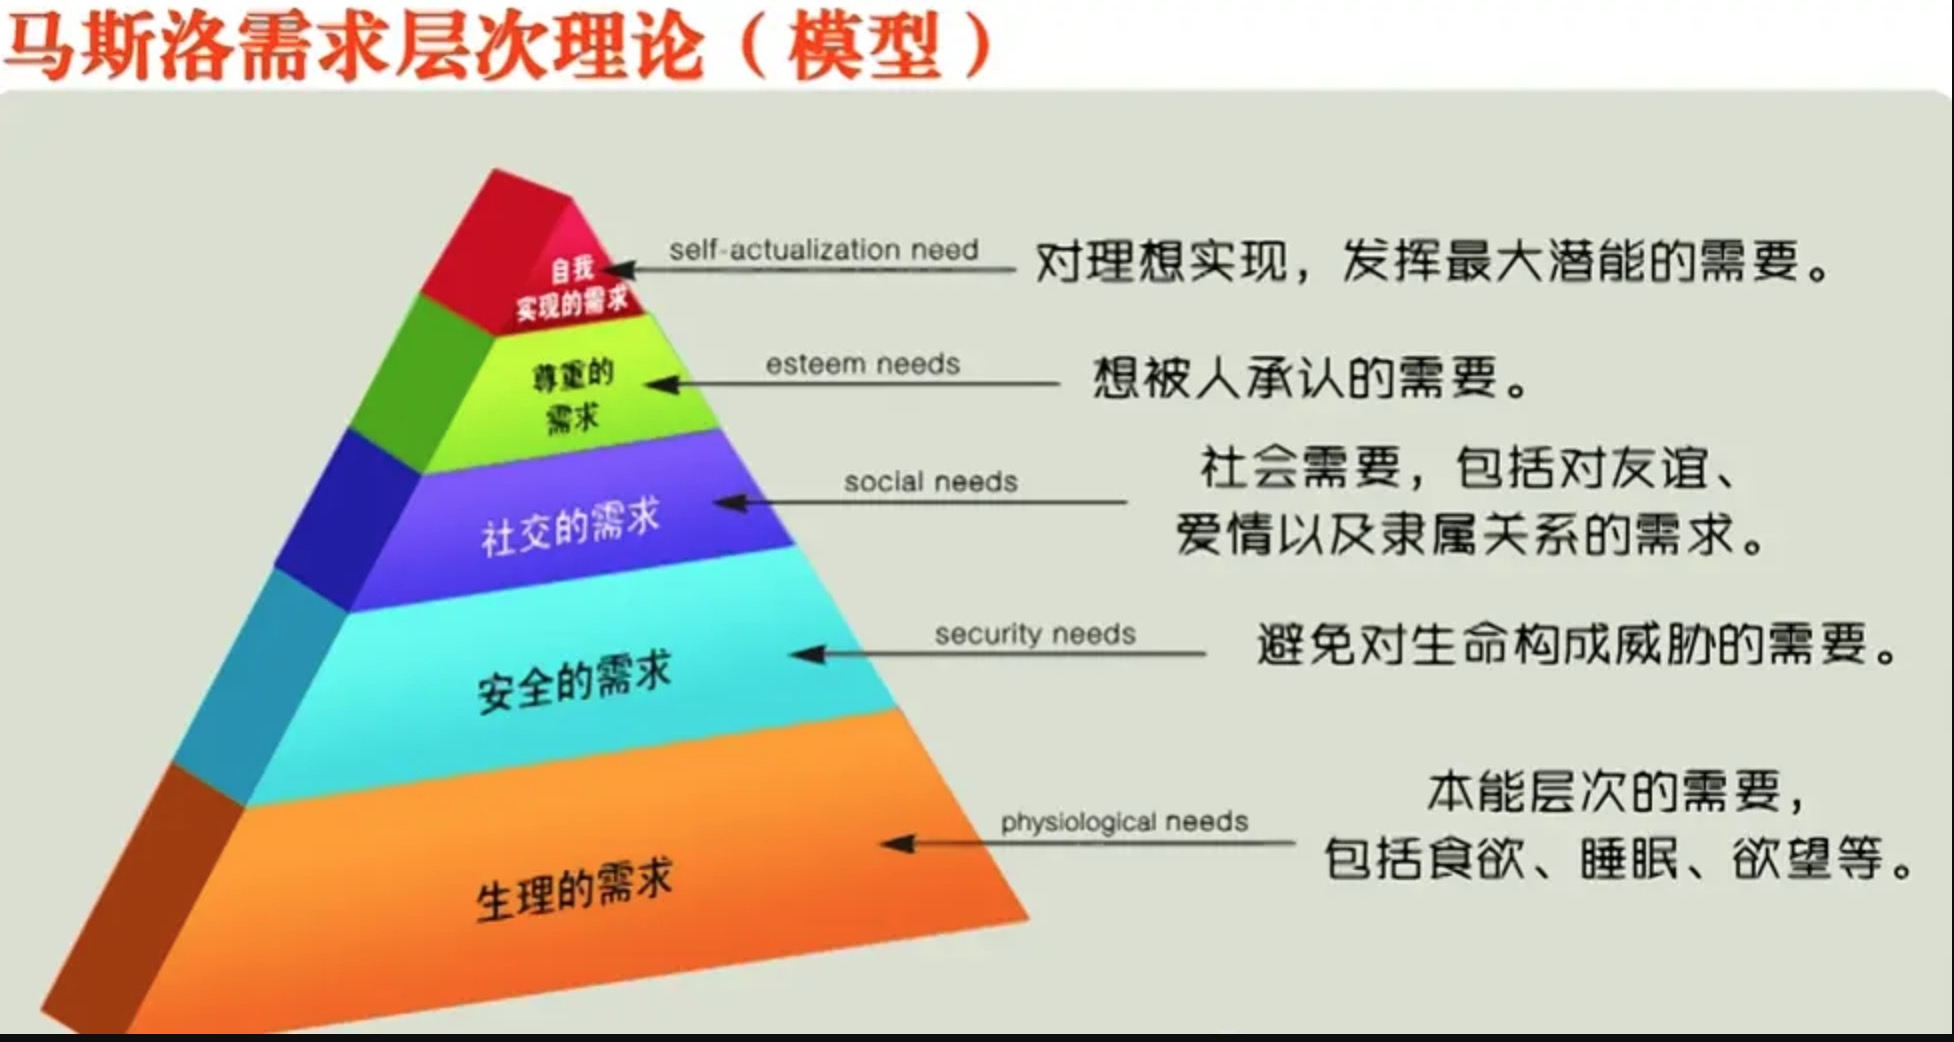 马斯洛需求层次理论（模型）
自我
实现的需求
self-actualization need
对理想实现，发挥最大潜能的需要。
尊重的
需求
esteem needs
想被人承认的需要。
社交的需求
social needs
社会需要，包括对友谊、
爱情以及隶属关系的需求。
安全的需求
security needs
避免对生命构成威胁的需要。
生理的需求
physiological needs
本能层次的需要，
包括食欲、睡眠、欲望等。